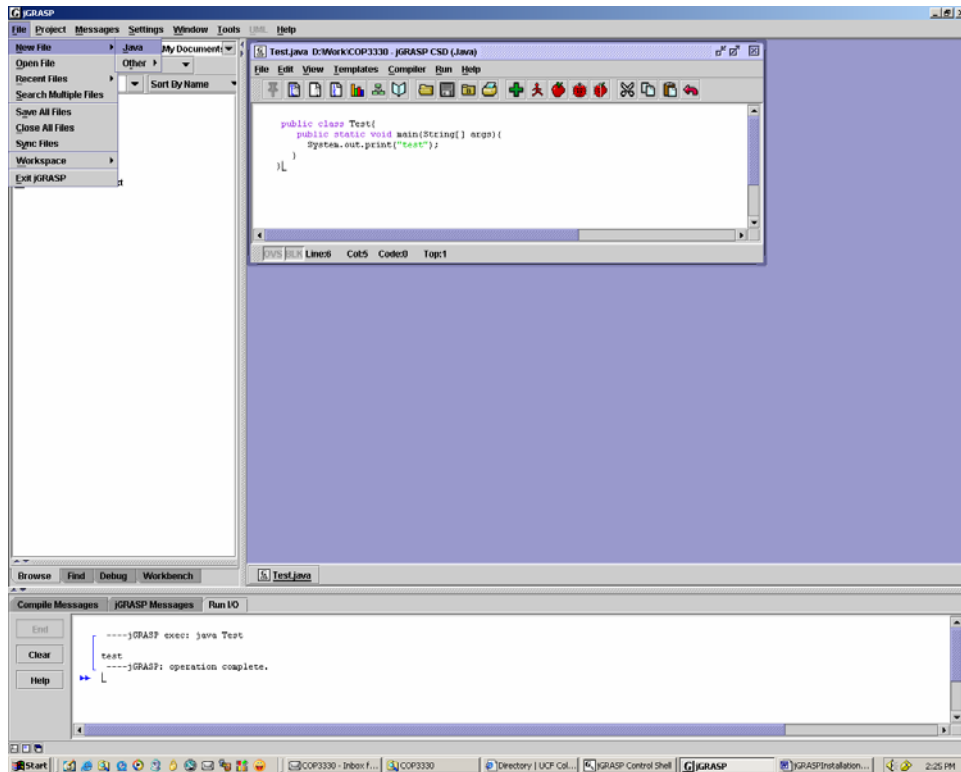 jGRASP
File Project Messages Settings Window Tools UML Help
New File
Open File
Recent Files
Search Multiple Files
Save All Files
Close All Files
Sync Files
Workspace
Exit jGRASP
Java
Other
My Documents
Sort By Name
Test.java D:\Work\COP3330 - jGRASP CSD (Java)
File Edit View Templates Compiler Run Help
public class Test{
public static void main(String[] args){
System.out.print("test");
}
}
OVS BLK Line:6 Col:5 Code:0 Top:1
Browse Find Debug Workbench
Test.java
Compile Messages jGRASP Messages Run I/O
End
Clear
Help
----jGRASP exec: java Test
test
----jGRASP: operation complete.
Start COP3330 - Inbox f... COP3330 Directory | UCF Col... jGRASP Control Shell jGRASP jGRASPInstallation... 2:25 PM